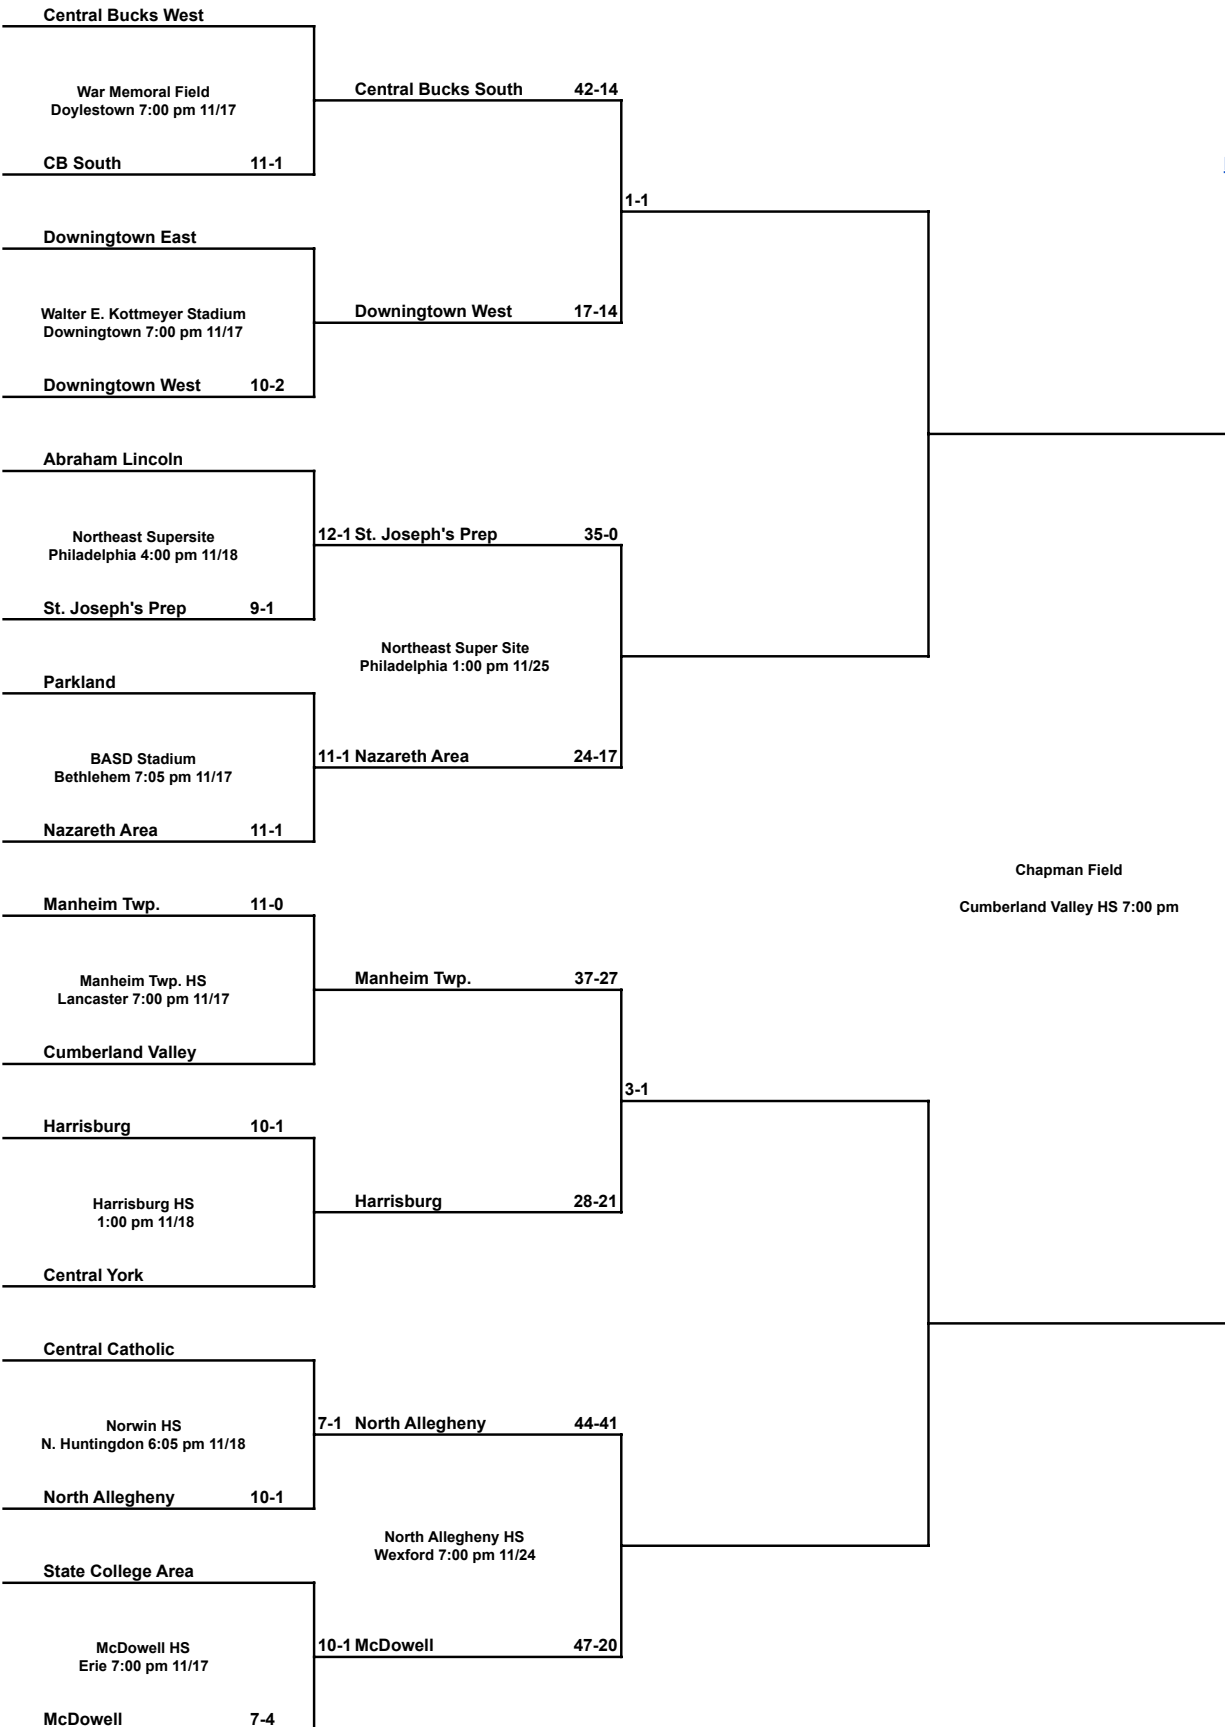 Central Bucks West
War Memorial Field
Doylestown 7:00 pm 11/17
Central Bucks South 42-14
CB South 11-1
1-1
Downingtown East
Walter E. Kottmeyer Stadium
Downingtown 7:00 pm 11/17
Downingtown West 17-14
Downingtown West 10-2
Abraham Lincoln
Northeast Supersite
Philadelphia 4:00 pm 11/18
12-1 St. Joseph's Prep 35-0
St. Joseph's Prep 9-1
Northeast Super Site
Philadelphia 1:00 pm 11/25
Parkland
BASD Stadium
Bethlehem 7:05 pm 11/17
11-1 Nazareth Area 24-17
Nazareth Area 11-1
Chapman Field
Cumberland Valley HS 7:00 pm
Manheim Twp. 11-0
Manheim Twp. HS
Lancaster 7:00 pm 11/17
Manheim Twp. 37-27
Cumberland Valley
3-1
Harrisburg 10-1
Harrisburg HS
1:00 pm 11/18
Harrisburg 28-21
Central York
Central Catholic
Norwin HS
N. Huntingdon 6:05 pm 11/18
7-1 North Allegheny 44-41
North Allegheny 10-1
North Allegheny HS
Wexford 7:00 pm 11/24
State College Area
McDowell HS
Erie 7:00 pm 11/17
10-1 McDowell 47-20
McDowell 7-4